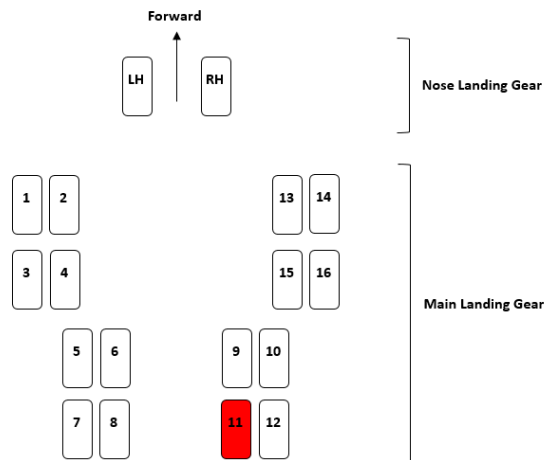 Forward
LH RH
Nose Landing Gear
1 2 13 14
3 4 15 16
Main Landing Gear
5 6 9 10
7 8 11 12